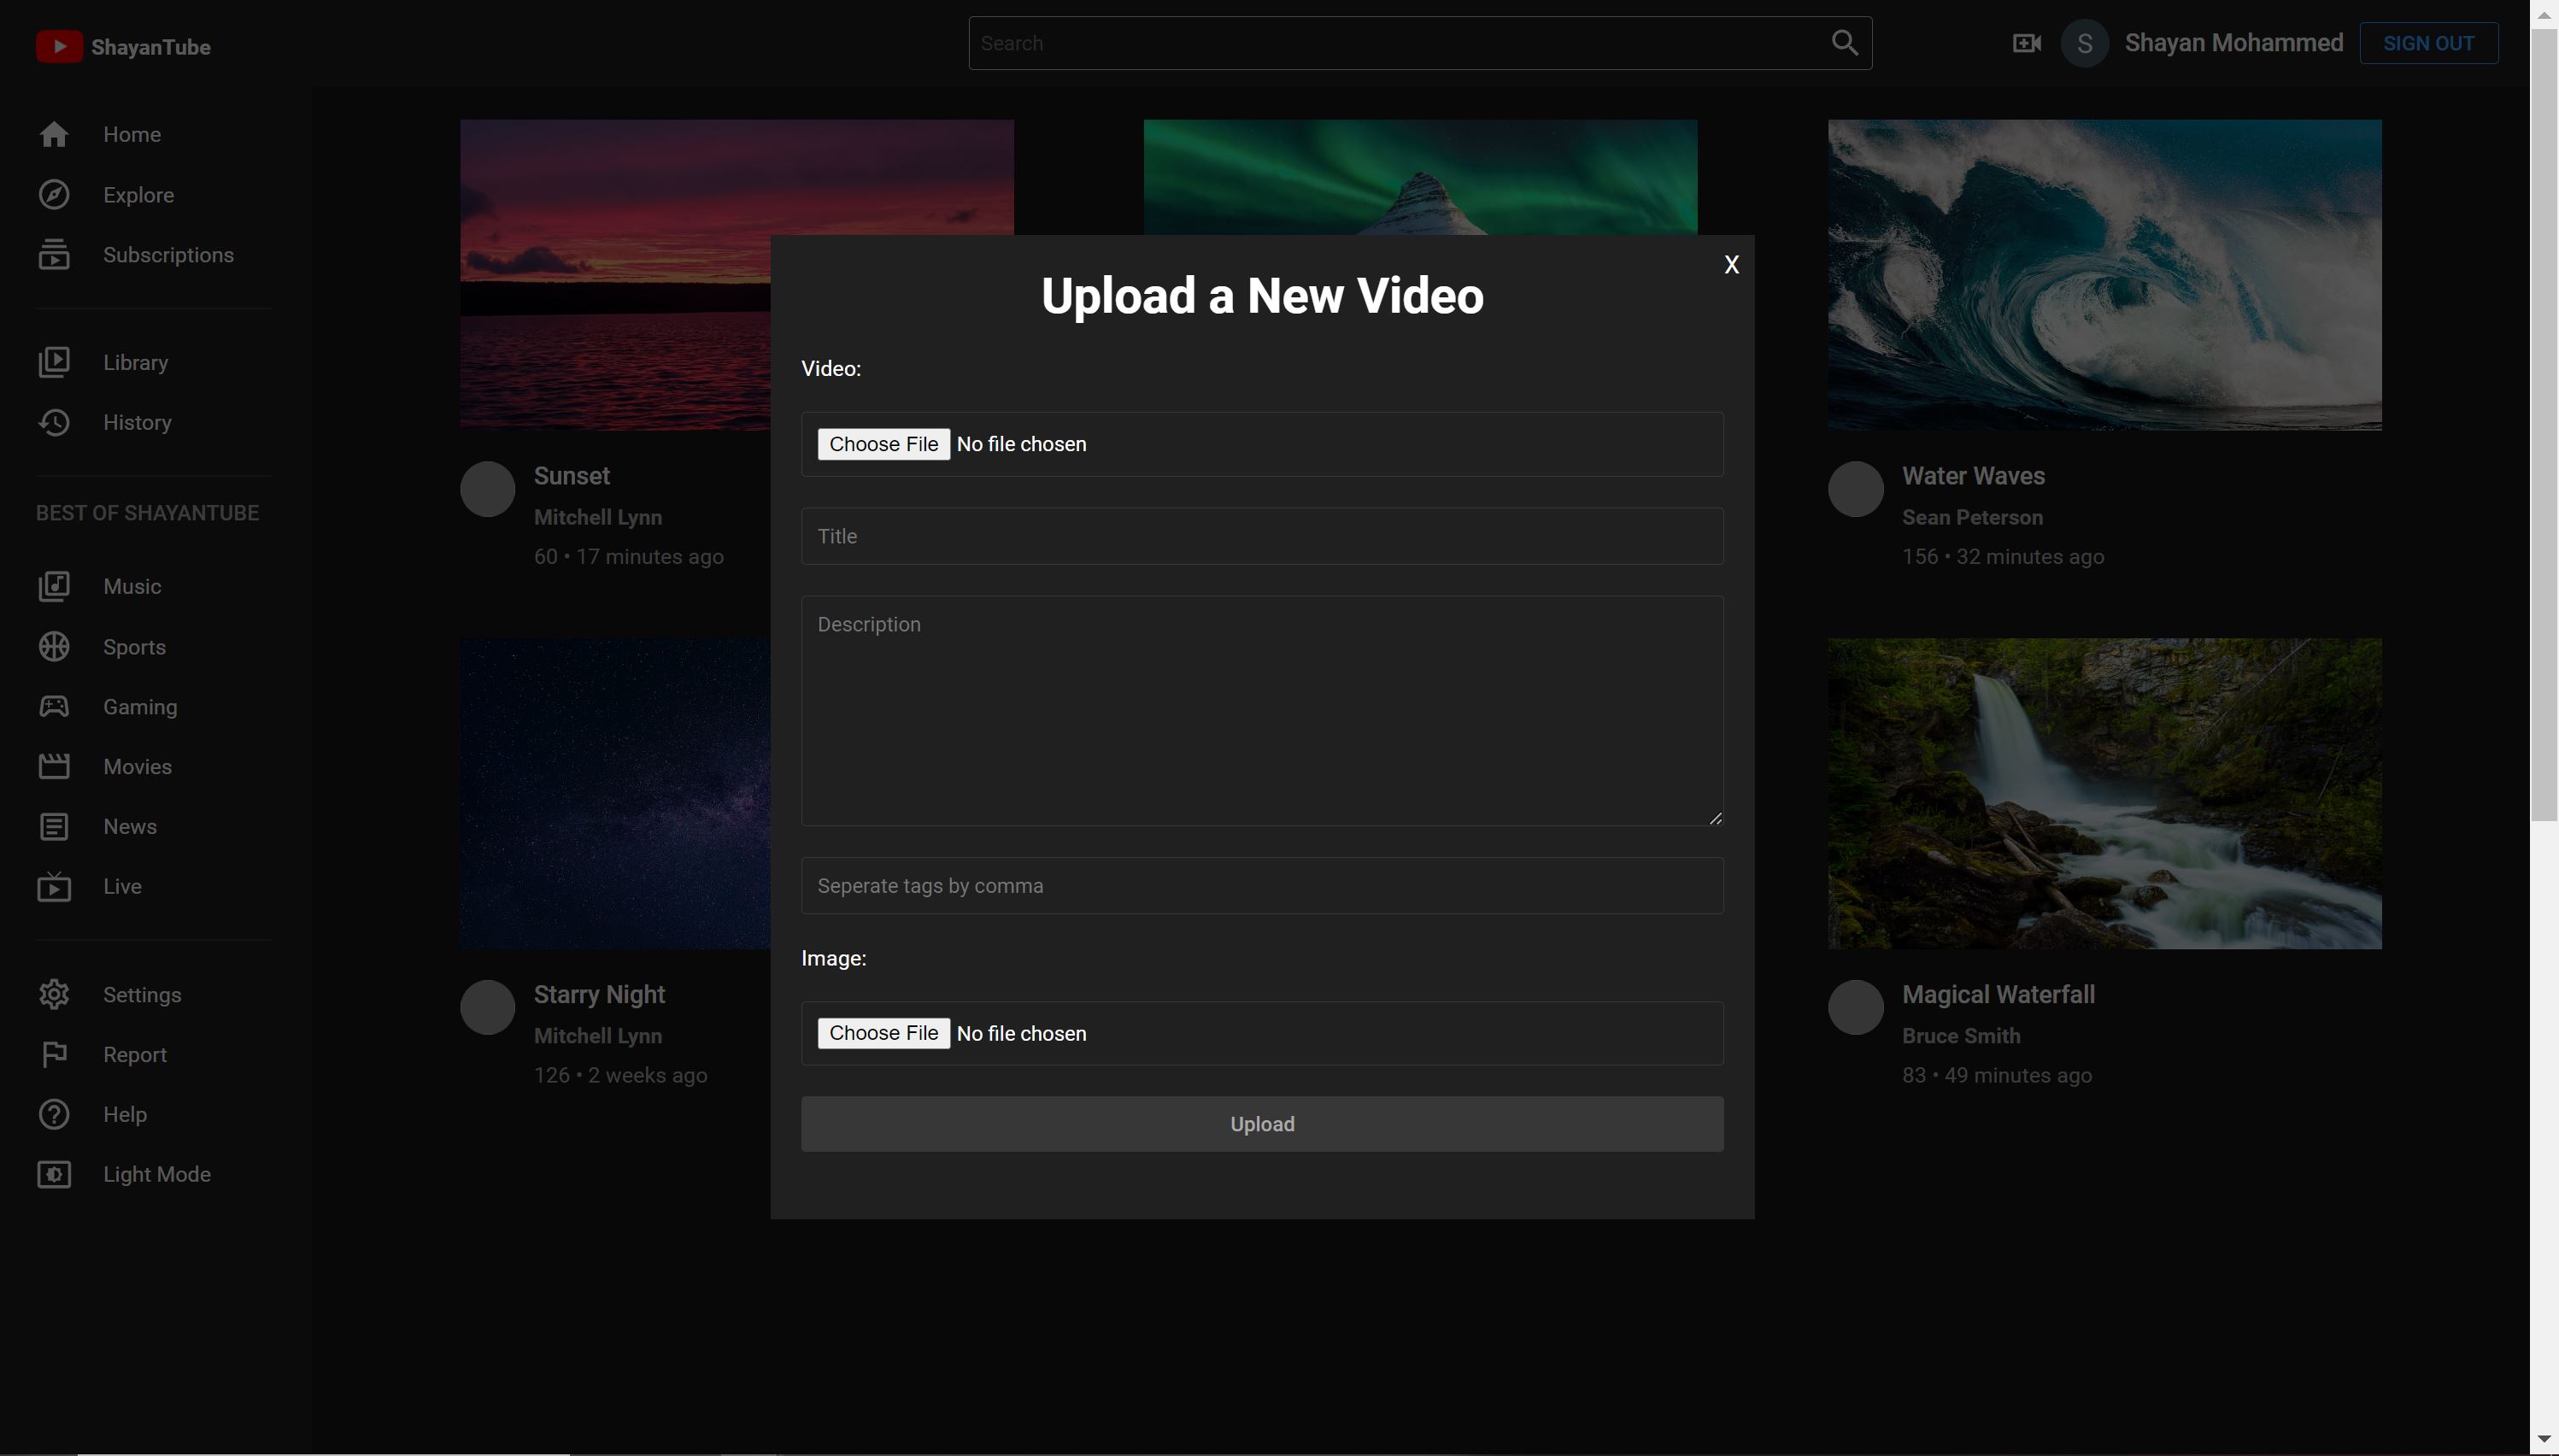 ShayanTube
Search
S
Shayan Mohammed
SIGN OUT
Home
Explore
Subscriptions
Library
History
BEST OF SHAYANTUBE
Music
Sports
Gaming
Movies
News
Live
Settings
Report
Help
Light Mode
Sunset
Mitchell Lynn
60 • 17 minutes ago
Water Waves
Sean Peterson
156 • 32 minutes ago
Starry Night
Mitchell Lynn
126 • 2 weeks ago
Magical Waterfall
Bruce Smith
83 • 49 minutes ago
X
Upload a New Video
Video:
Choose File No file chosen
Title
Description
Seperate tags by comma
Image:
Choose File No file chosen
Upload